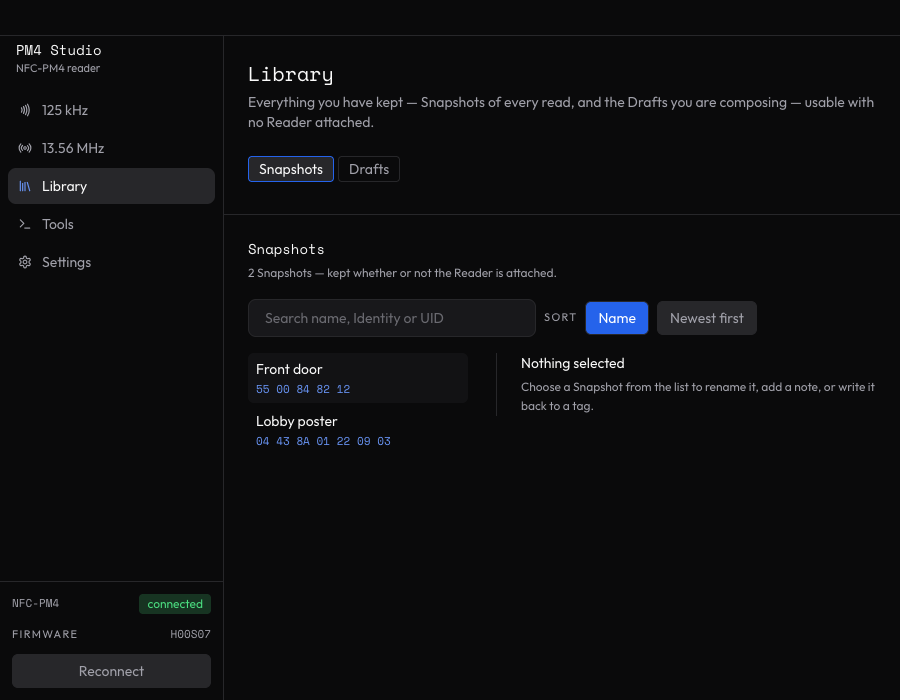 PM4 Studio
NFC-PM4 reader
125 kHz
13.56 MHz
Library
Tools
Settings
NFC-PM4
connected
FIRMWARE
H00S07
Reconnect
Library
Everything you have kept — Snapshots of every read, and the Drafts you are composing — usable with
no Reader attached.
Snapshots
Drafts
Snapshots
2 Snapshots — kept whether or not the Reader is attached.
Search name, Identity or UID
SORT
Name
Newest first
Front door
55 00 84 82 12
Lobby poster
04 43 8A 01 22 09 03
Nothing selected
Choose a Snapshot from the list to rename it, add a note, or write it
back to a tag.